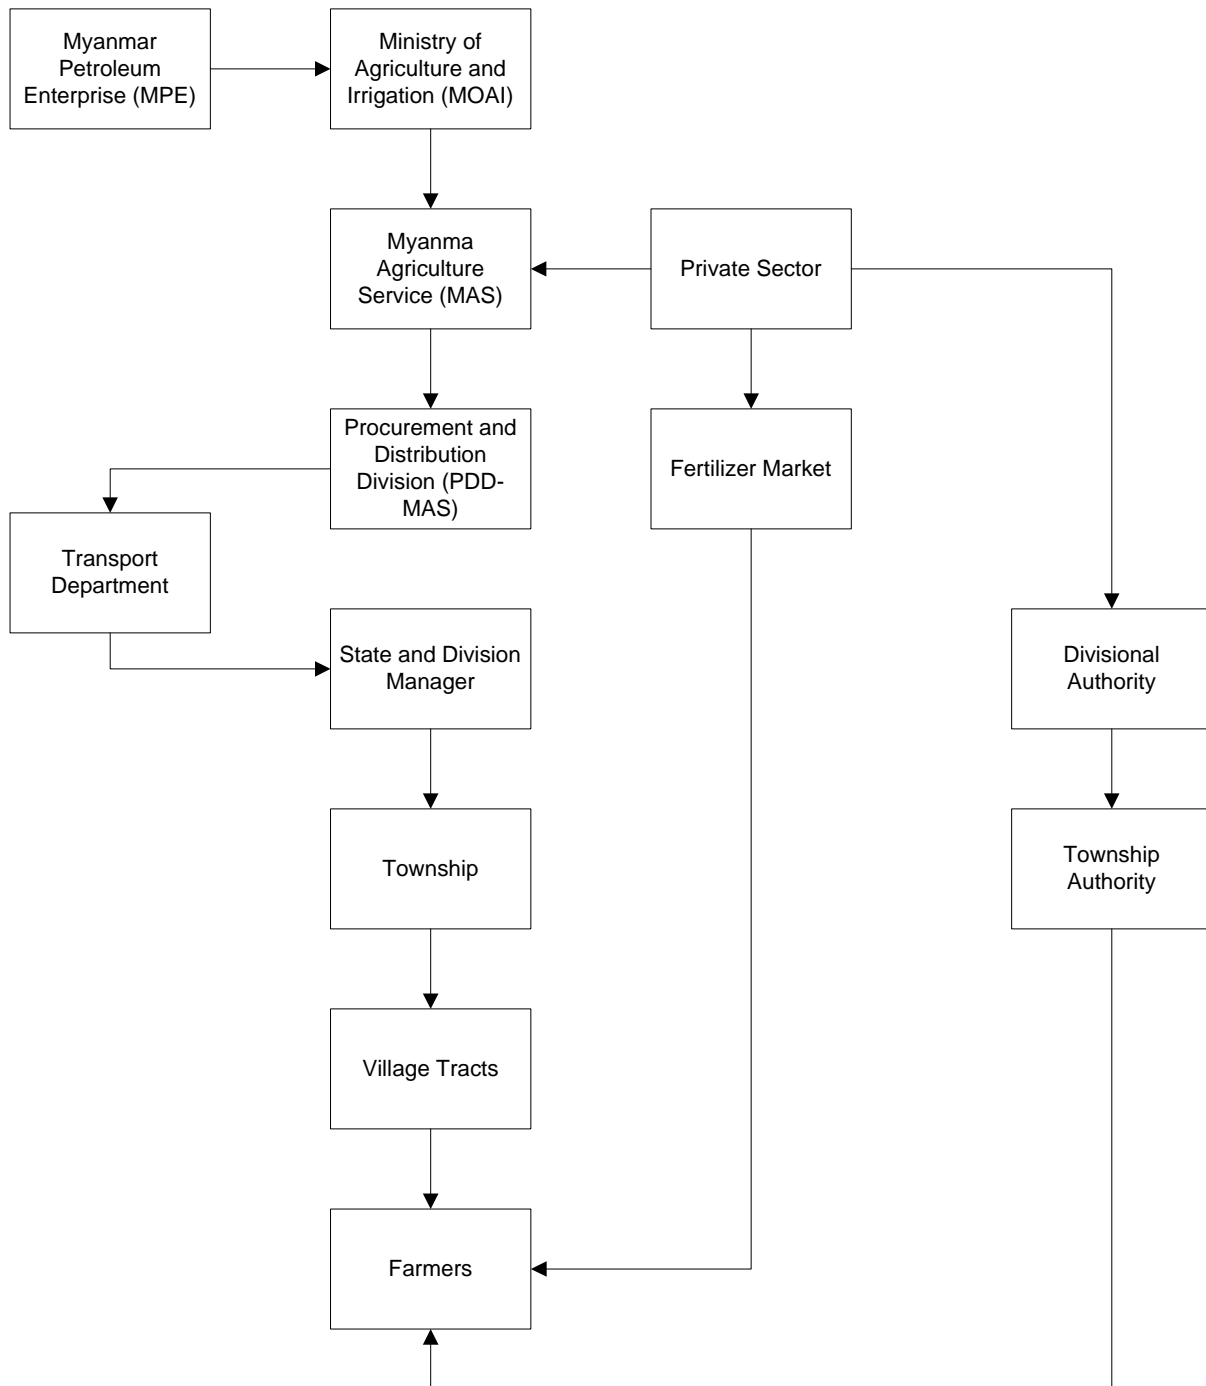 Myanmar
Petroleum
Enterprise (MPE)
Ministry of
Agriculture and
Irrigation (MOAI)
Myanma
Agriculture
Service (MAS)
Private Sector
Procurement and
Distribution
Division (PDD-
MAS)
Fertilizer Market
Transport
Department
State and Division
Manager
Divisional
Authority
Township
Township
Authority
Village Tracts
Farmers